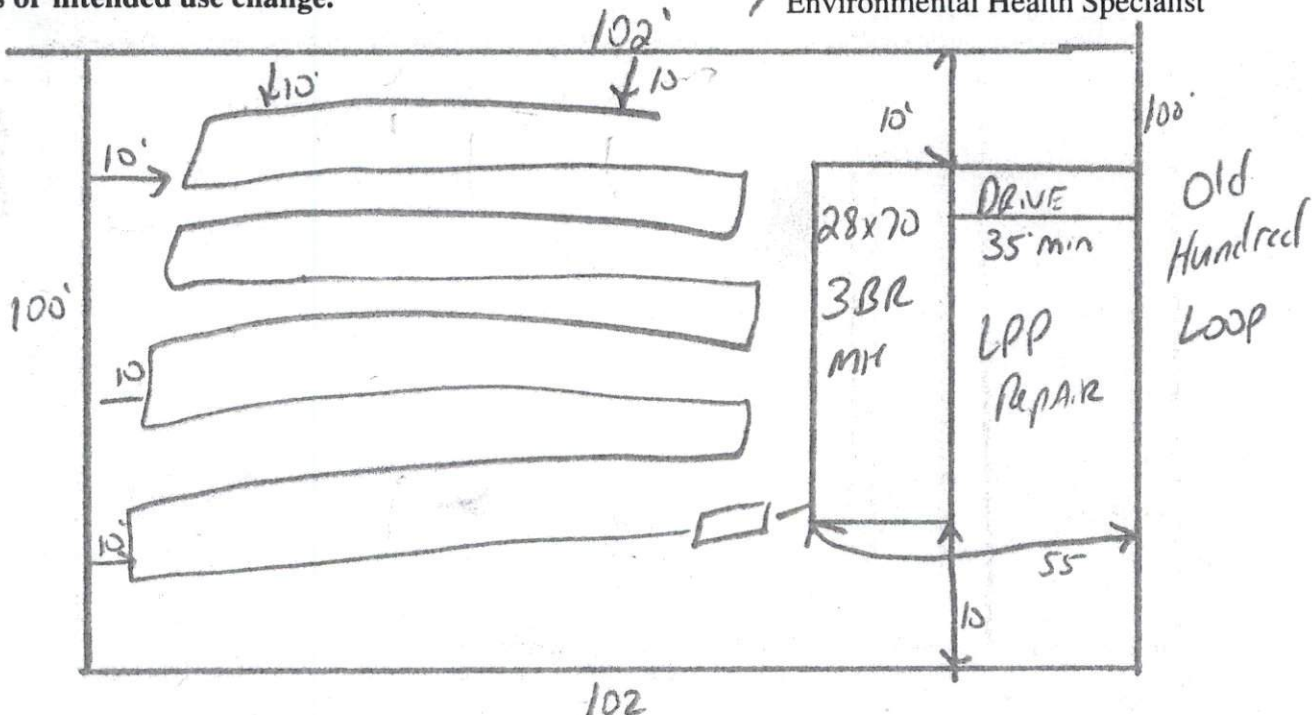 s or intended use change.
Environmental Health Specialist
102'
10'
10
10'
10'
100'
Old
Hundred
Loop
DRIVE
35' min
28x70
3BR
MH
LPP
RepAiR
100'
10
10'
55
10
102